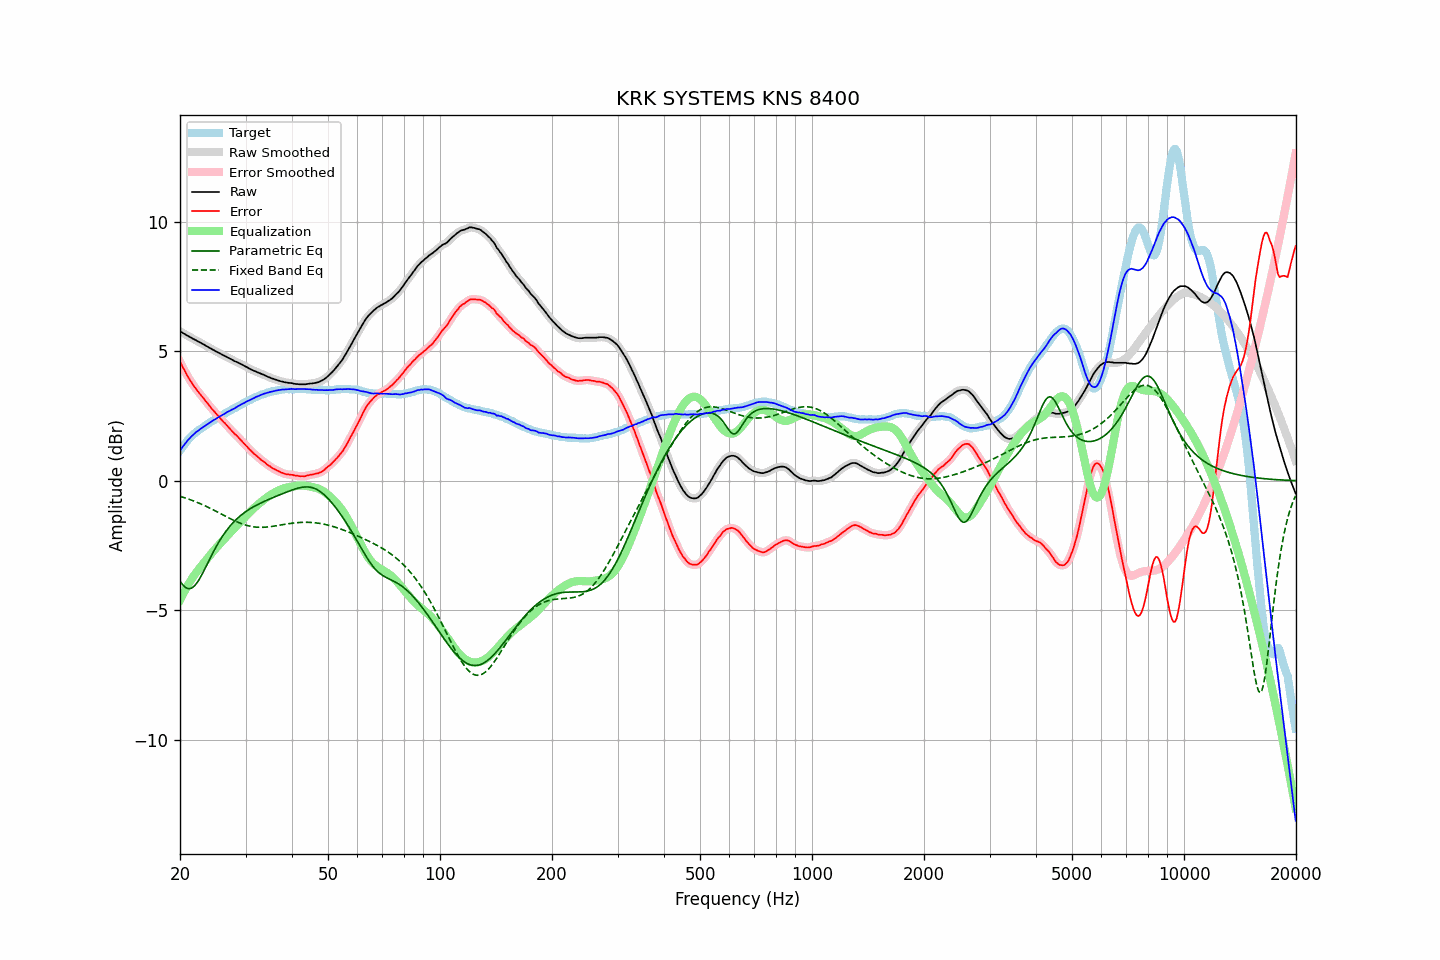 KRK SYSTEMS KNS 8400
Target
Raw Smoothed
Error Smoothed
Raw
Error
Equalization
Parametric Eq
Fixed Band Eq
Equalized
Amplitude (dBr)
10
5
0
−5
−10
20 50 100 200 500 1000 2000 5000 10000 20000
Frequency (Hz)